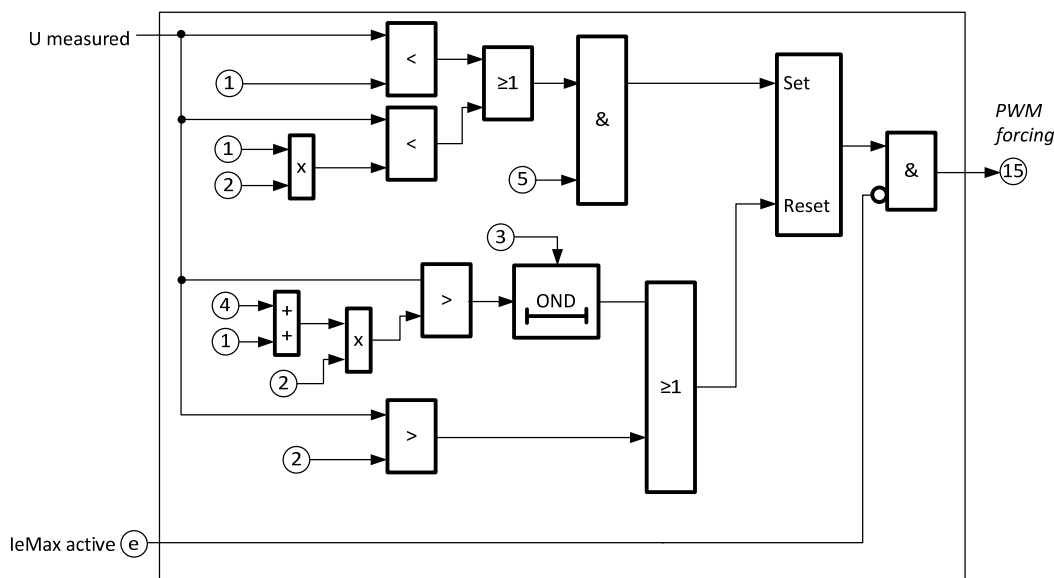 U measured
<
1
≥1
Set
&
<
1
2
x
5
PWM
forcing
&
15
Reset
3
4
1
+
+
x
2
>
OND
≥1
>
2
IeMax active e